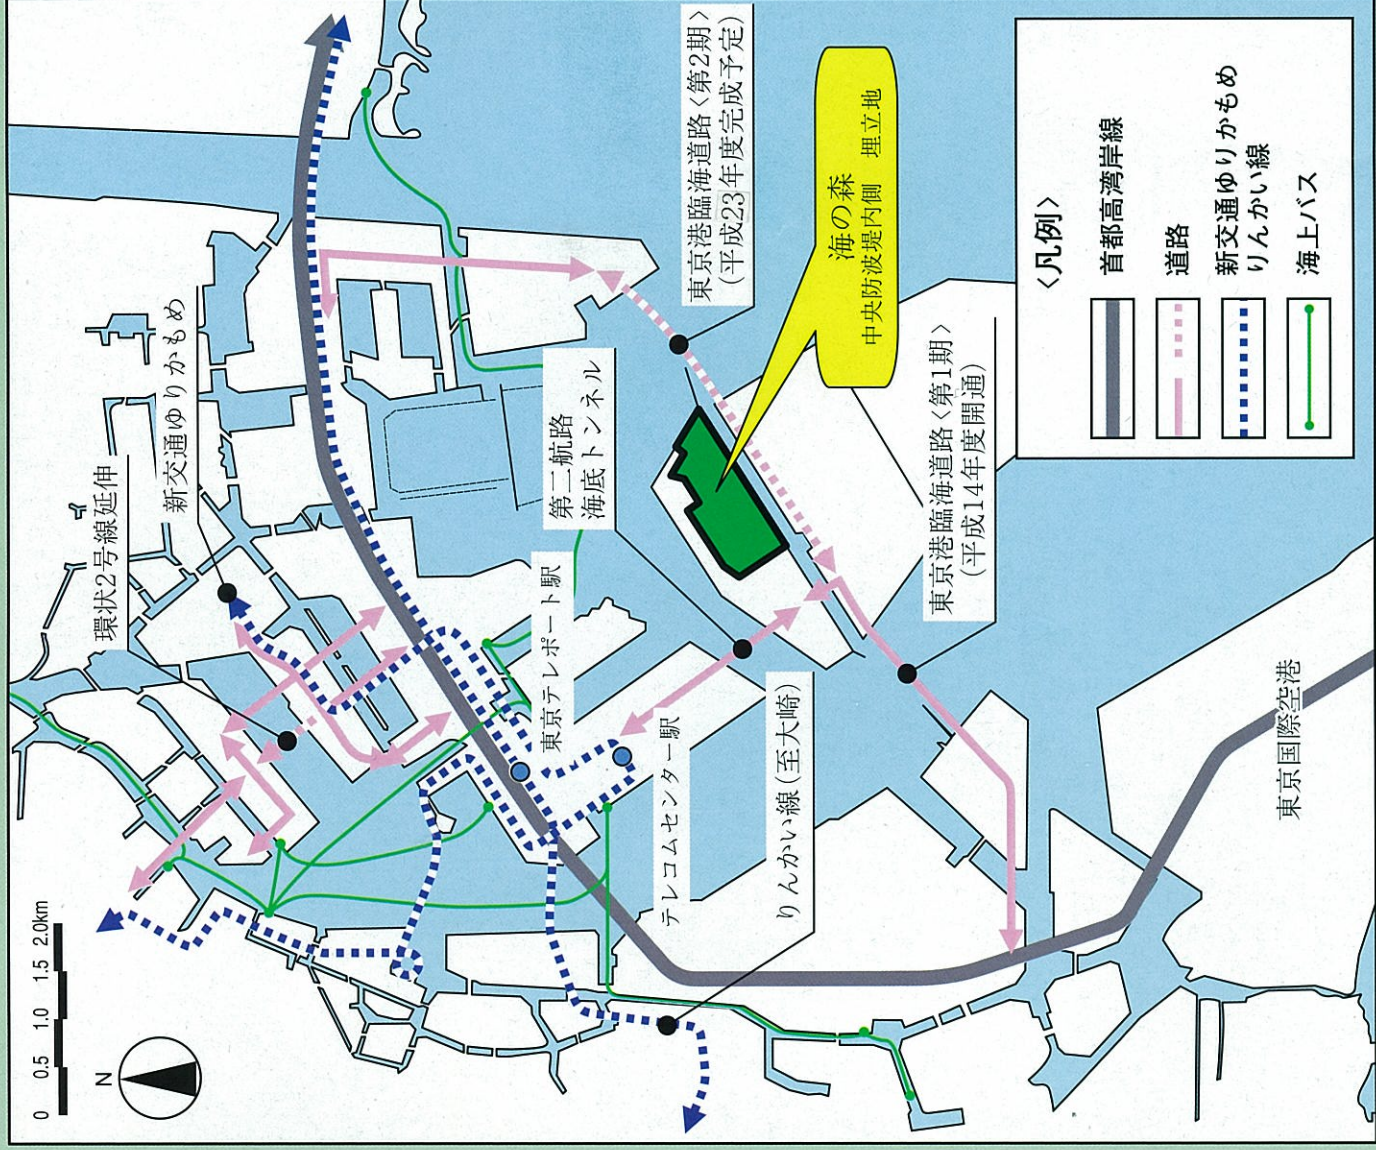 0 0.5 1.0 1.5 2.0km
N
環状2号線延伸
新交通ゆりかもめ
東京テレポート駅
第二航路
海底トンネル
テレコムセンター駅
りんかい線(至大崎)
東京港臨海道路<第2期>
(平成23年度完成予定)
海の森
中央防波堤内側 埋立地
東京港臨海道路<第1期>
(平成14年度開通)
東京国際空港
<凡例>
首都高湾岸線
道路
新交通ゆりかもめ
りんかい線
海上バス